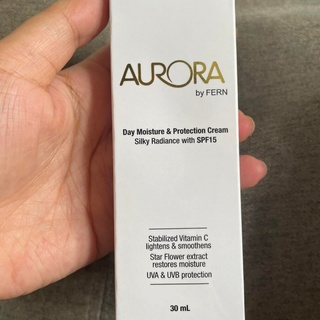 AURORA
by FERN
Day Moisture & Protection Cream
Silky Radiance with SPF15
Stabilized Vitamin C
lightens & smoothens
Star Flower extract
restores moisture
UVA & UVB protection
30 mL